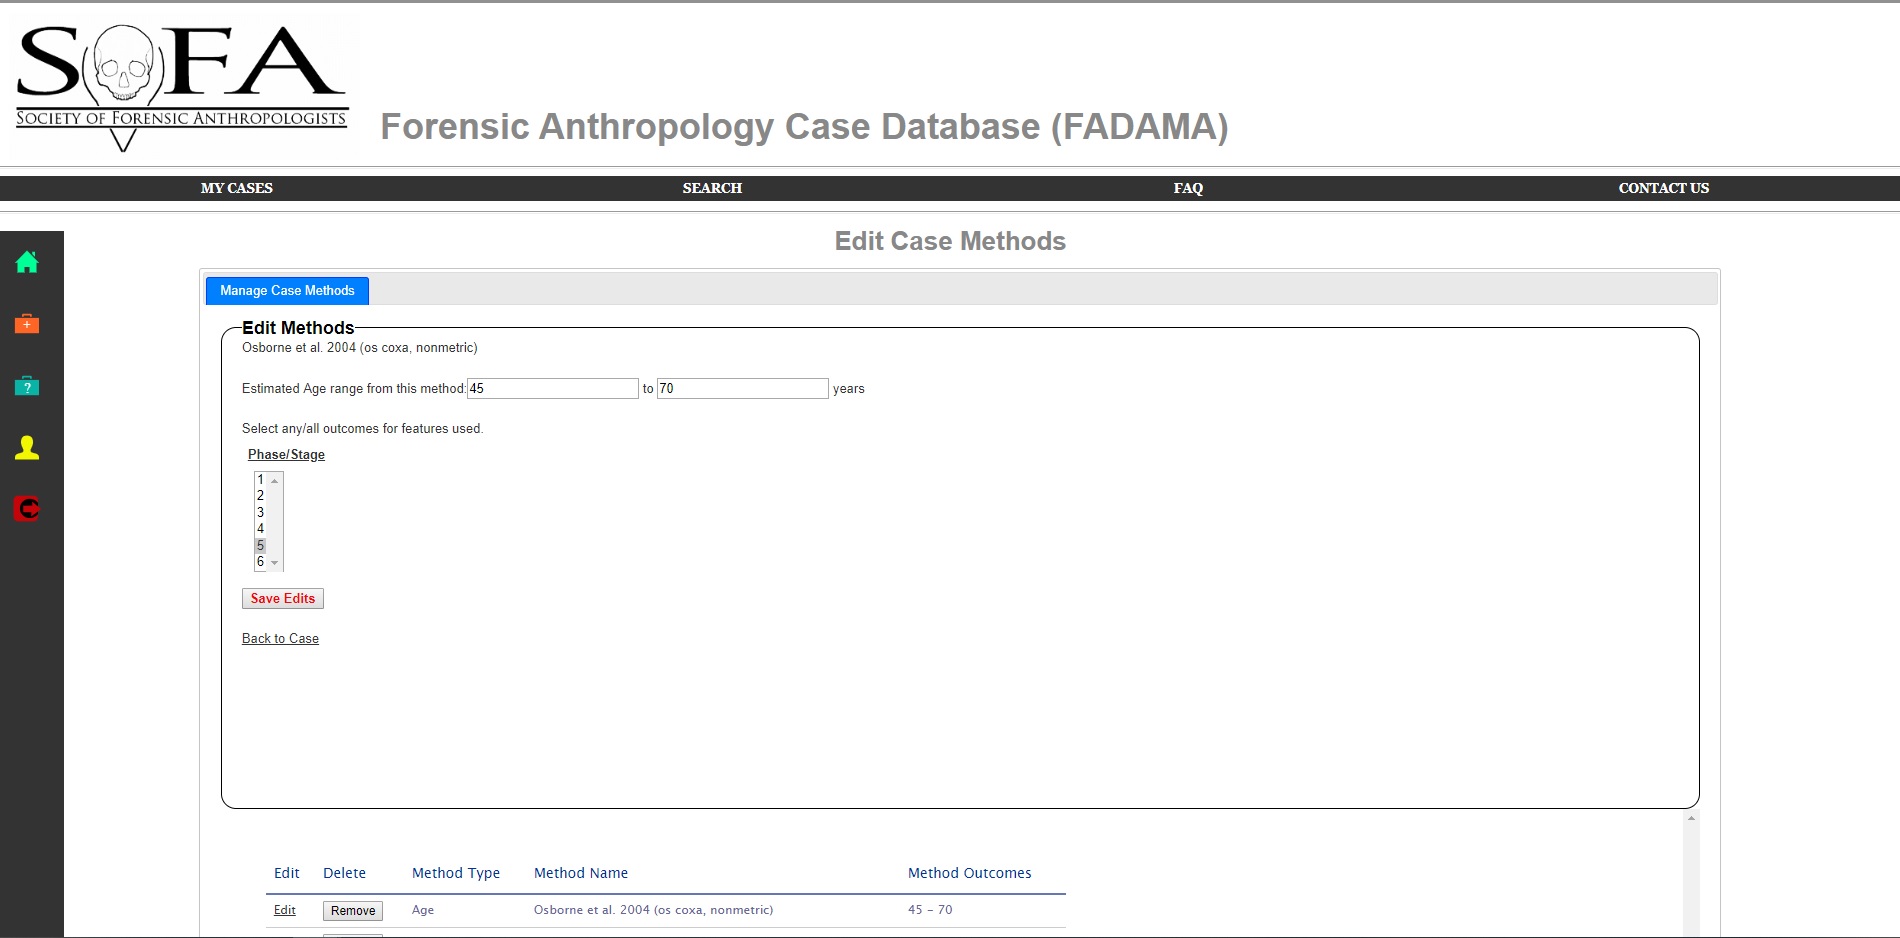 SOFA
SOCIETY OF FORENSIC ANTHROPOLOGISTS
Forensic Anthropology Case Database (FADAMA)
MY CASES SEARCH FAQ CONTACT US
Edit Case Methods
Manage Case Methods
Edit Methods
Osborne et al. 2004 (os coxa, nonmetric)
Estimated Age range from this method: 45 to 70 years
Select any/all outcomes for features used.
Phase/Stage
1
2
3
4
5
6
Save Edits
Back to Case
Edit Delete Method Type Method Name Method Outcomes
Edit Remove Age Osborne et al. 2004 (os coxa, nonmetric) 45 - 70